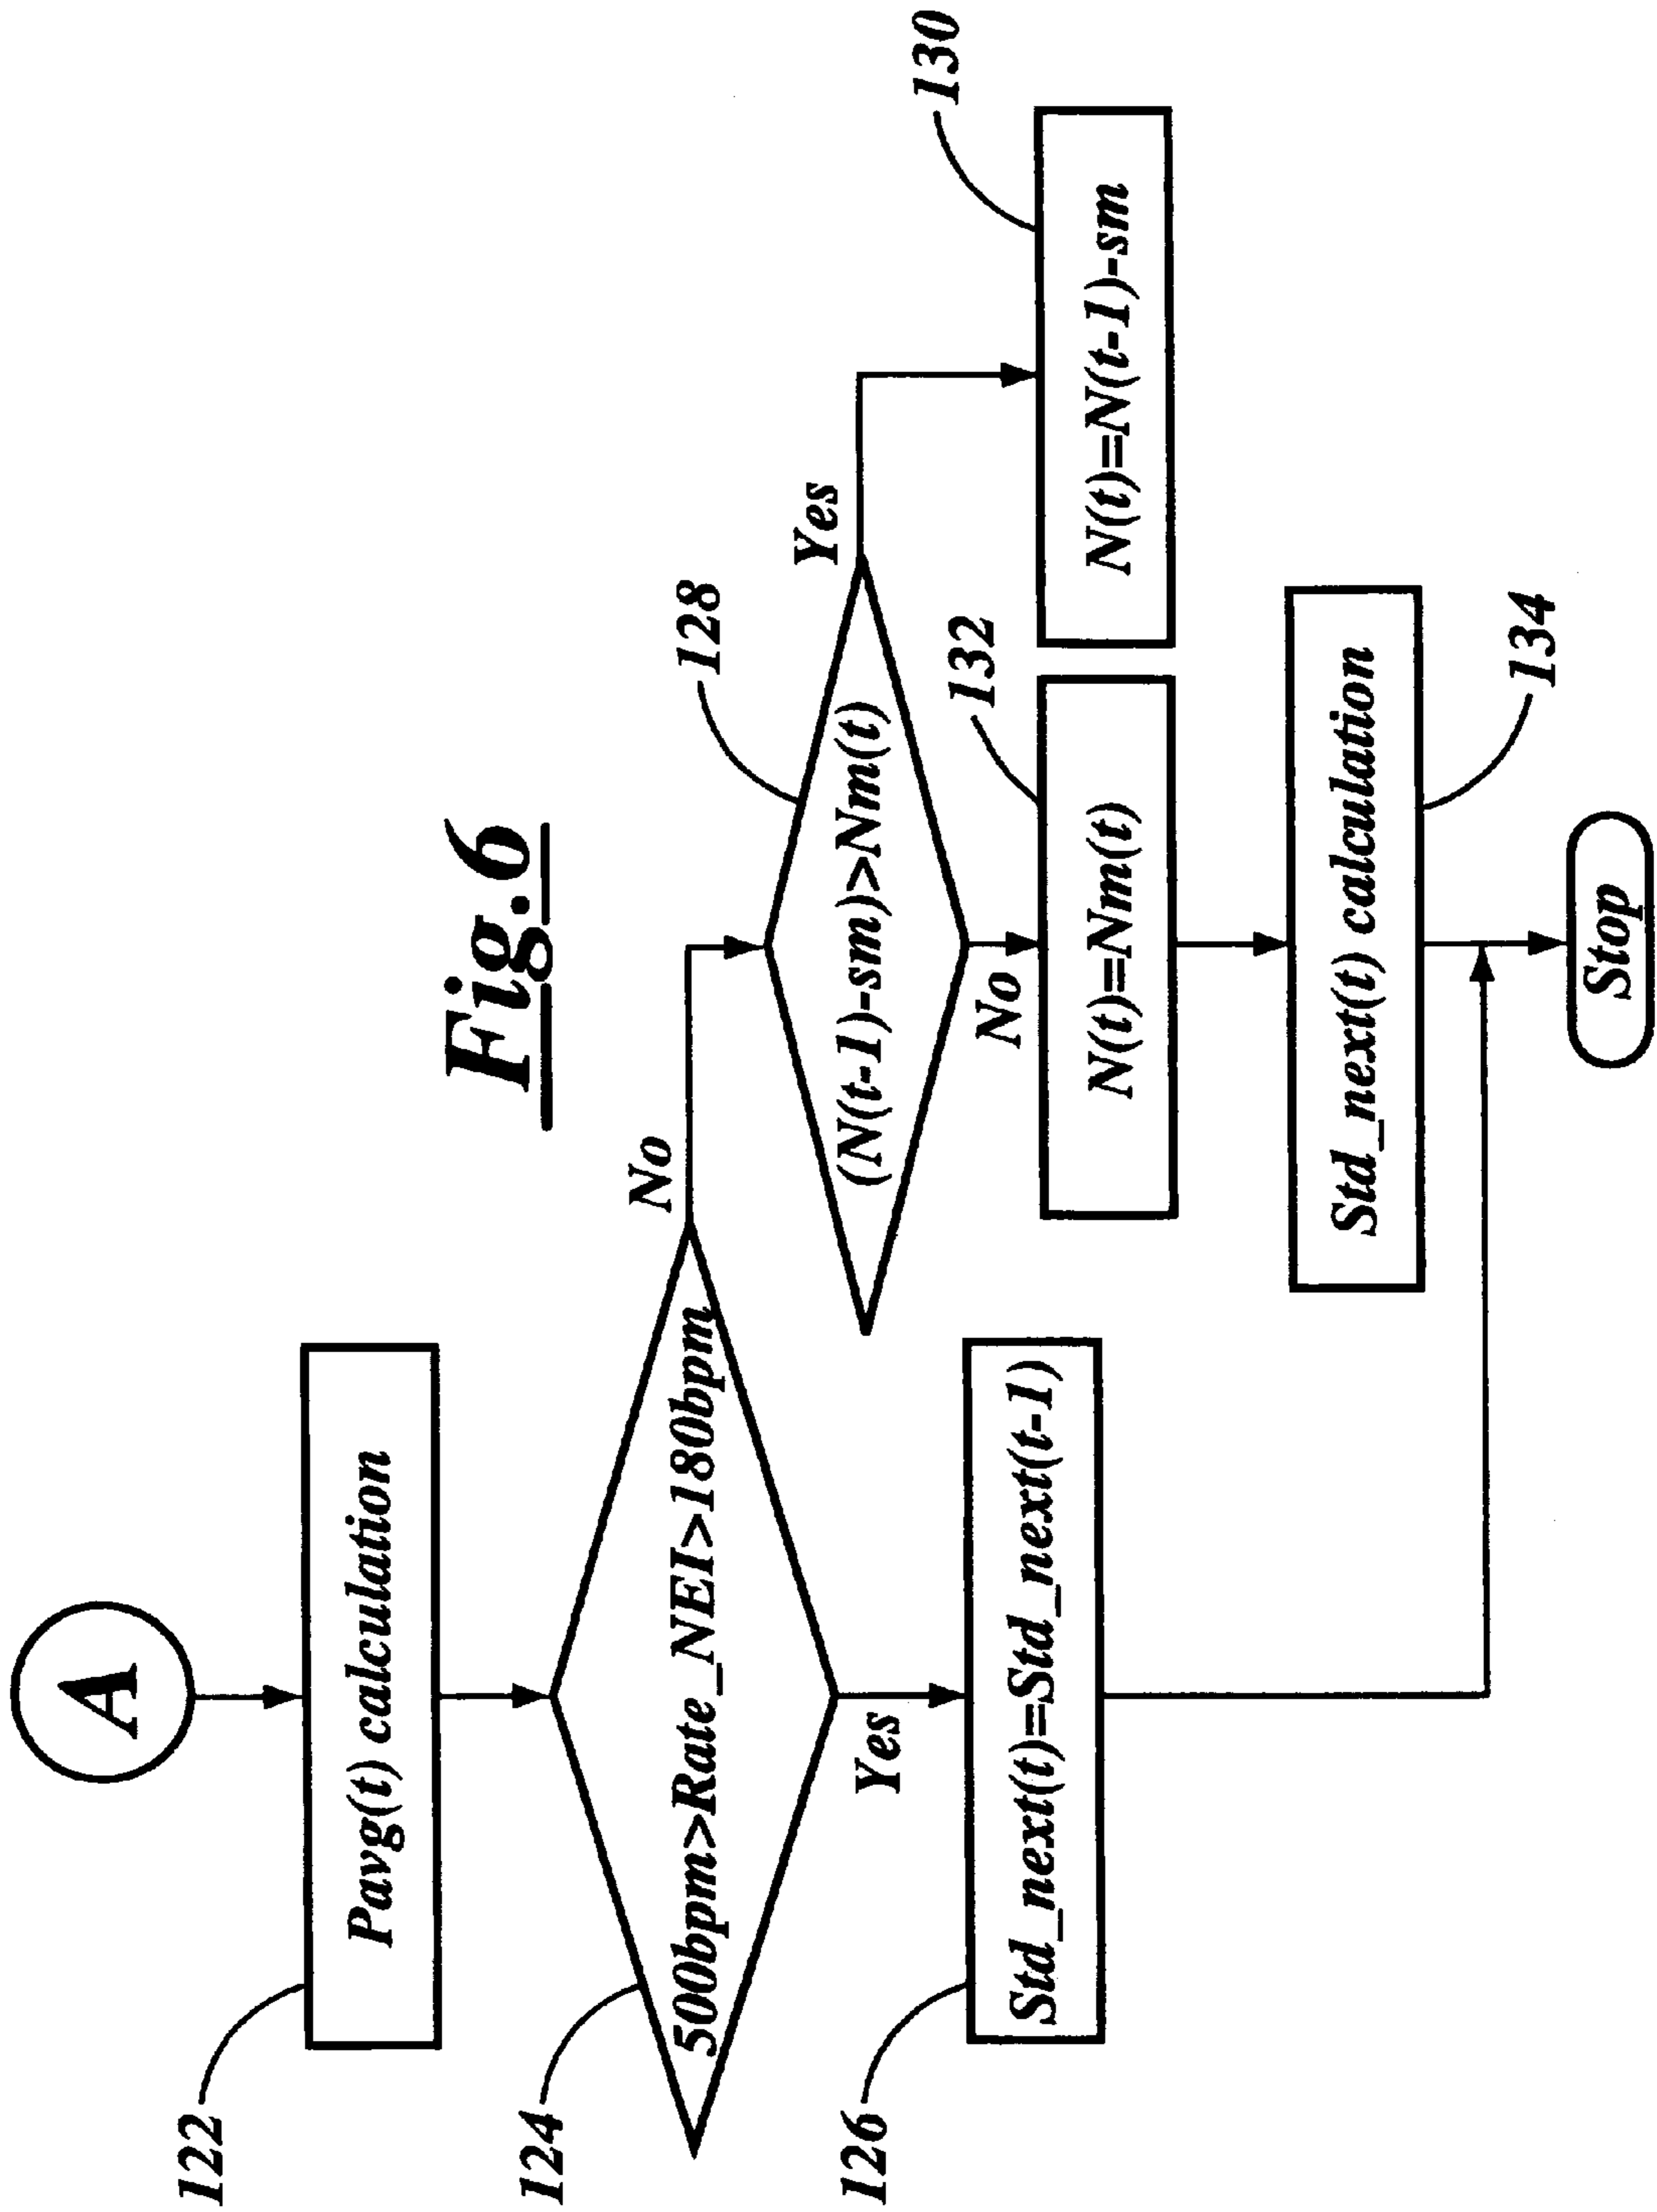 Fig. 6
A
122
Pavg(t) calculation
124
500bpm>Rate_NEI>180bpm
No
Yes
126
Std_next(t)=Std_next(t-1)
128
(N(t-1)-sm)>Nm(t)
Yes
No
130
N(t)=N(t-1)-sm
132
N(t)=Nm(t)
Std_next(t) calculation
134
Stop